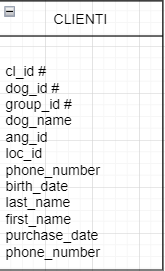 CLIENTI
cl_id #
dog_id #
group_id #
dog_name
ang_id
loc_id
phone_number
birth_date
last_name
first_name
purchase_date
phone_number